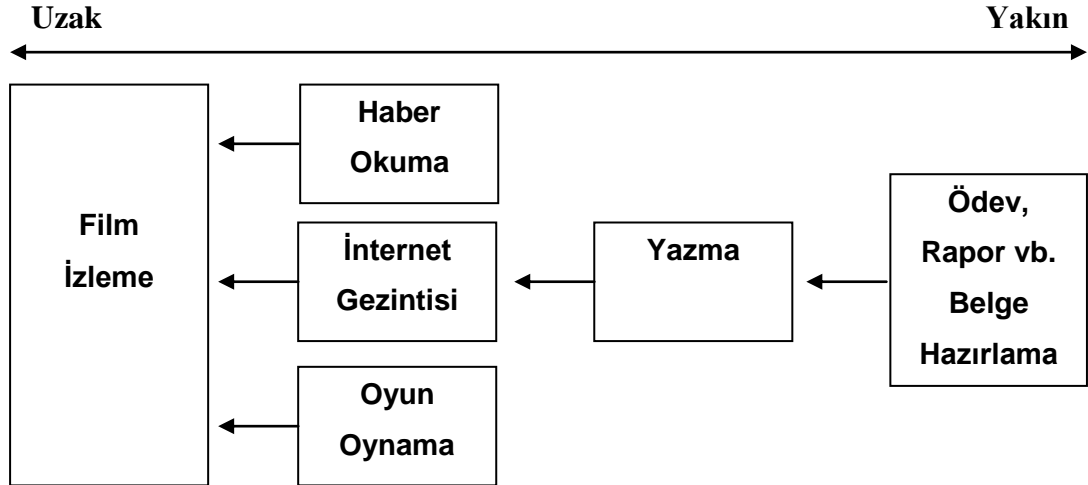 Uzak
Yakın
Film
İzleme
Haber
Okuma
İnternet
Gezintisi
Oyun
Oynama
Yazma
Ödev,
Rapor vb.
Belge
Hazırlama